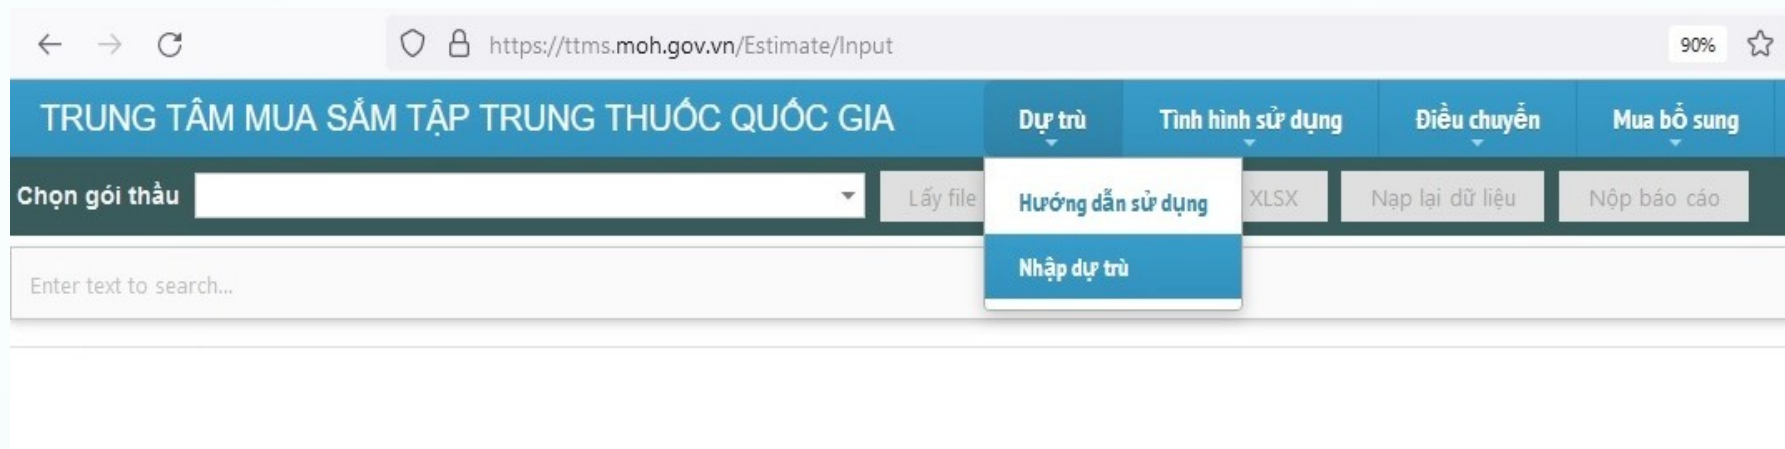 https://ttms.moh.gov.vn/Estimate/Input 90%
TRUNG TÂM MUA SẮM TẬP TRUNG THUỐC QUỐC GIA Dự trù Tình hình sử dụng Điều chuyển Mua bổ sung
Chọn gói thầu Lấy file XLSX Nạp lại dữ liệu Nộp báo cáo
Hướng dẫn sử dụng
Nhập dự trù
Enter text to search...